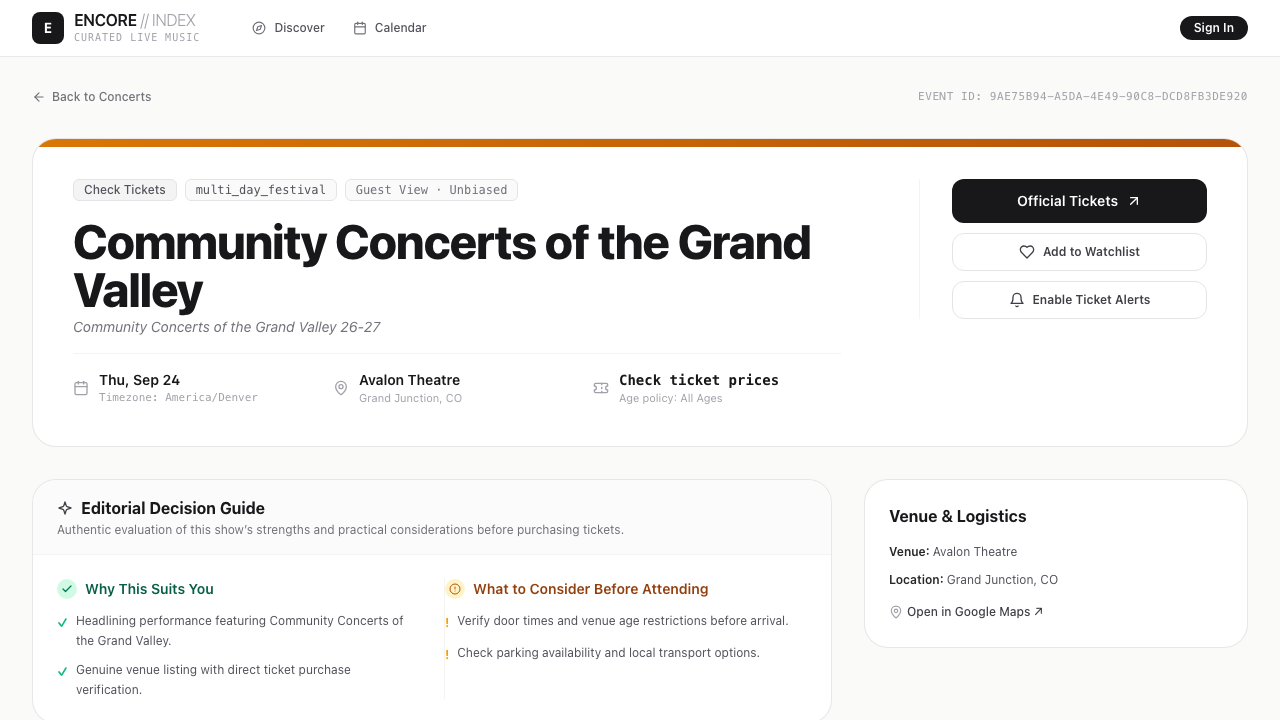 E
ENCORE // INDEX
CURATED LIVE MUSIC
Discover
Calendar
Sign In
Back to Concerts
EVENT ID: 9AE75B94-A5DA-4E49-90C8-DCD8FB3DE920
Check Tickets
multi_day_festival
Guest View · Unbiased
Community Concerts of the Grand
Valley
Community Concerts of the Grand Valley 26-27
Official Tickets
Add to Watchlist
Enable Ticket Alerts
Thu, Sep 24
Timezone: America/Denver
Avalon Theatre
Grand Junction, CO
Check ticket prices
Age policy: All Ages
Editorial Decision Guide
Authentic evaluation of this show's strengths and practical considerations before purchasing tickets.
Why This Suits You
Headlining performance featuring Community Concerts of
the Grand Valley.
Genuine venue listing with direct ticket purchase
verification.
What to Consider Before Attending
! Verify door times and venue age restrictions before arrival.
! Check parking availability and local transport options.
Venue & Logistics
Venue: Avalon Theatre
Location: Grand Junction, CO
Open in Google Maps